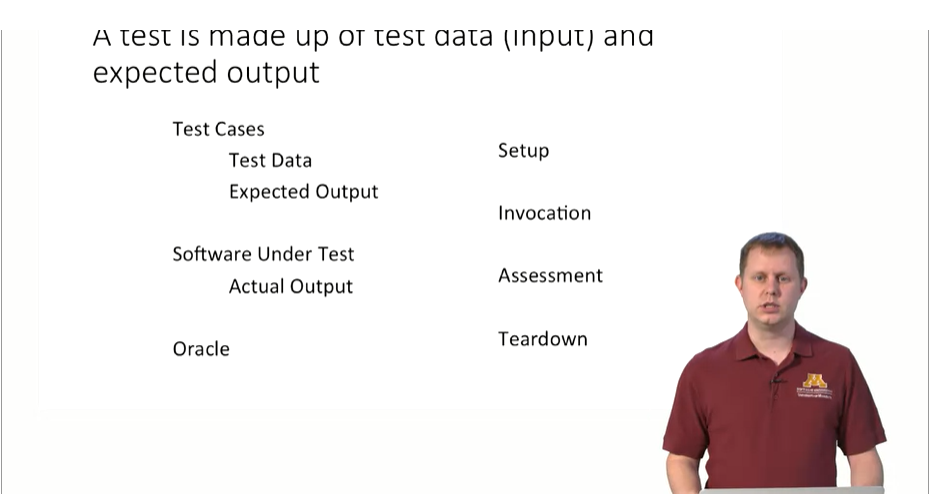 A test is made up of test data (input) and
expected output
Test Cases
Test Data
Expected Output
Software Under Test
Actual Output
Oracle
Setup
Invocation
Assessment
Teardown